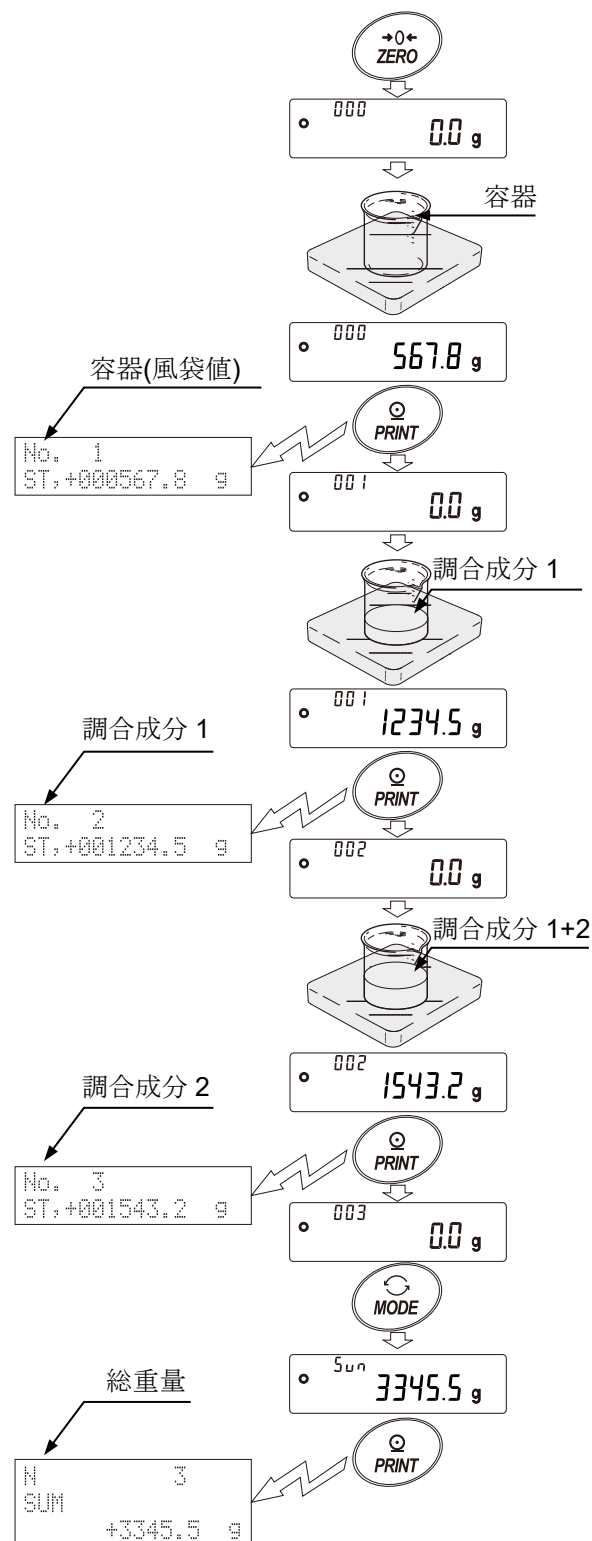 →0←
ZERO
000
0.0 g
容器
000
567.8 g
容器(風袋値)
PRINT
No. 1
ST,+000567.8 g
001
0.0 g
調合成分 1
001
1234.5 g
調合成分 1
PRINT
No. 2
ST,+001234.5 g
002
0.0 g
調合成分 1+2
002
1543.2 g
調合成分 2
PRINT
No. 3
ST,+001543.2 g
003
0.0 g
MODE
Sun
3345.5 g
総重量
PRINT
N 3
SUM
+3345.5 g